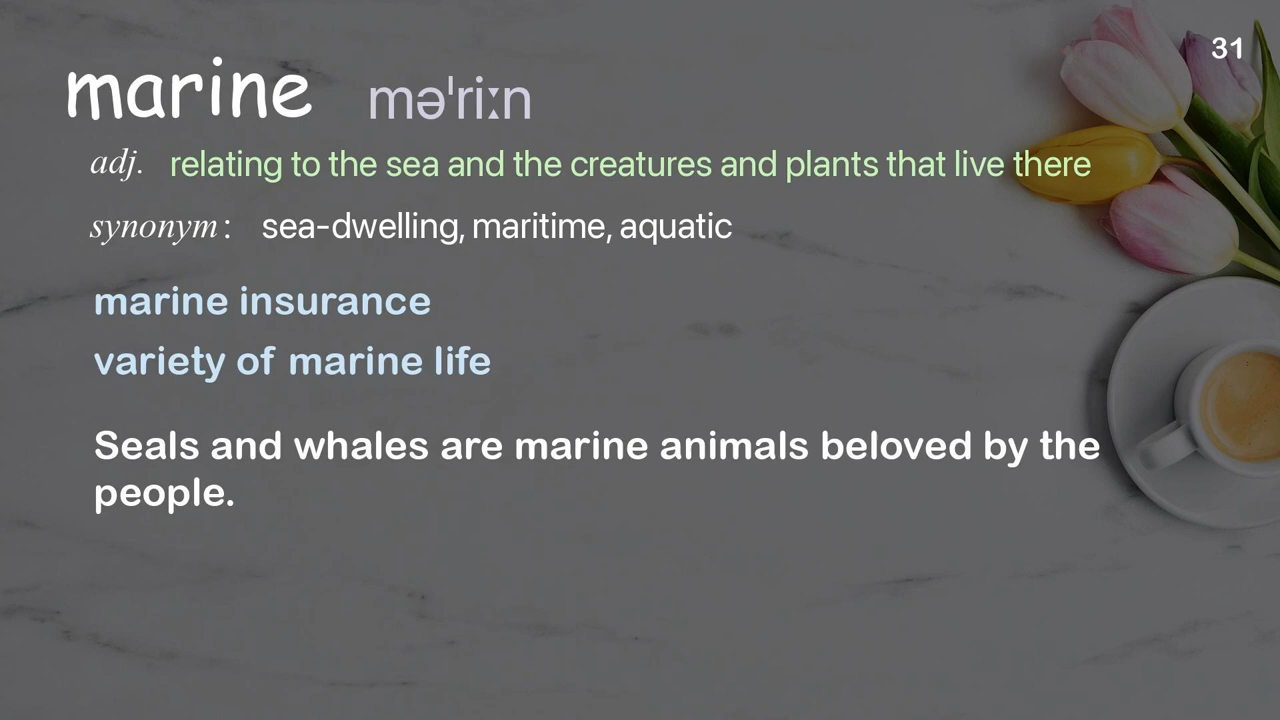 31
marine məˈriːn
adj. relating to the sea and the creatures and plants that live there
synonym: sea-dwelling, maritime, aquatic
marine insurance
variety of marine life
Seals and whales are marine animals beloved by the
people.